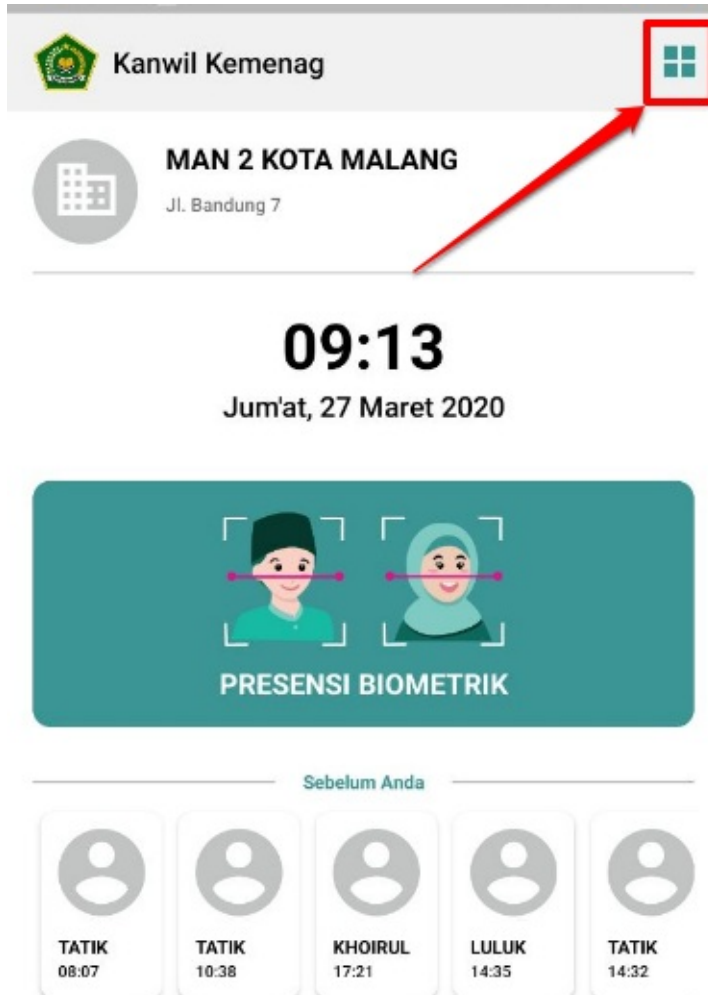 Kanwil Kemenag
MAN 2 KOTA MALANG
Jl. Bandung 7
09:13
Jum'at, 27 Maret 2020
PRESENSI BIOMETRIK
Sebelum Anda
TATIK
08:07
TATIK
10:38
KHOIRUL
17:21
LULUK
14:35
TATIK
14:32